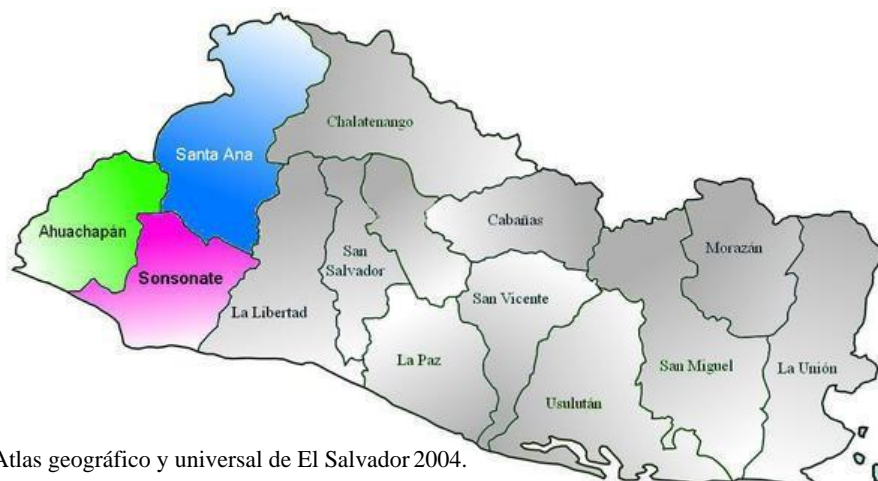 Chalatenango
Santa Ana
Ahuachapán
Cabañas
Sonsonate
San
Salvador
Morazán
La Libertad
San Vicente
La Paz
San Miguel
La Unión
Usulután
Atlas geográfico y universal de El Salvador 2004.